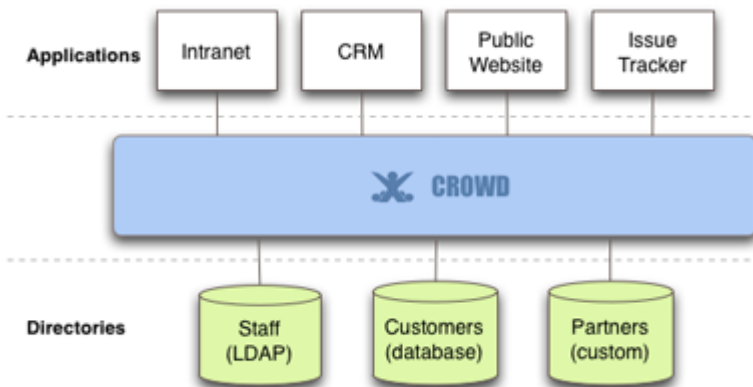 Applications
Intranet
CRM
Public
Website
Issue
Tracker
CROWD
Directories
Staff
(LDAP)
Customers
(database)
Partners
(custom)